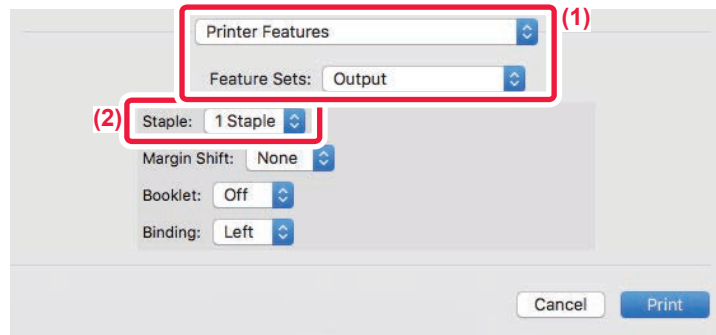 Printer Features
(1)
Feature Sets: Output
(2)
Staple: 1 Staple
Margin Shift: None
Booklet: Off
Binding: Left
Cancel Print